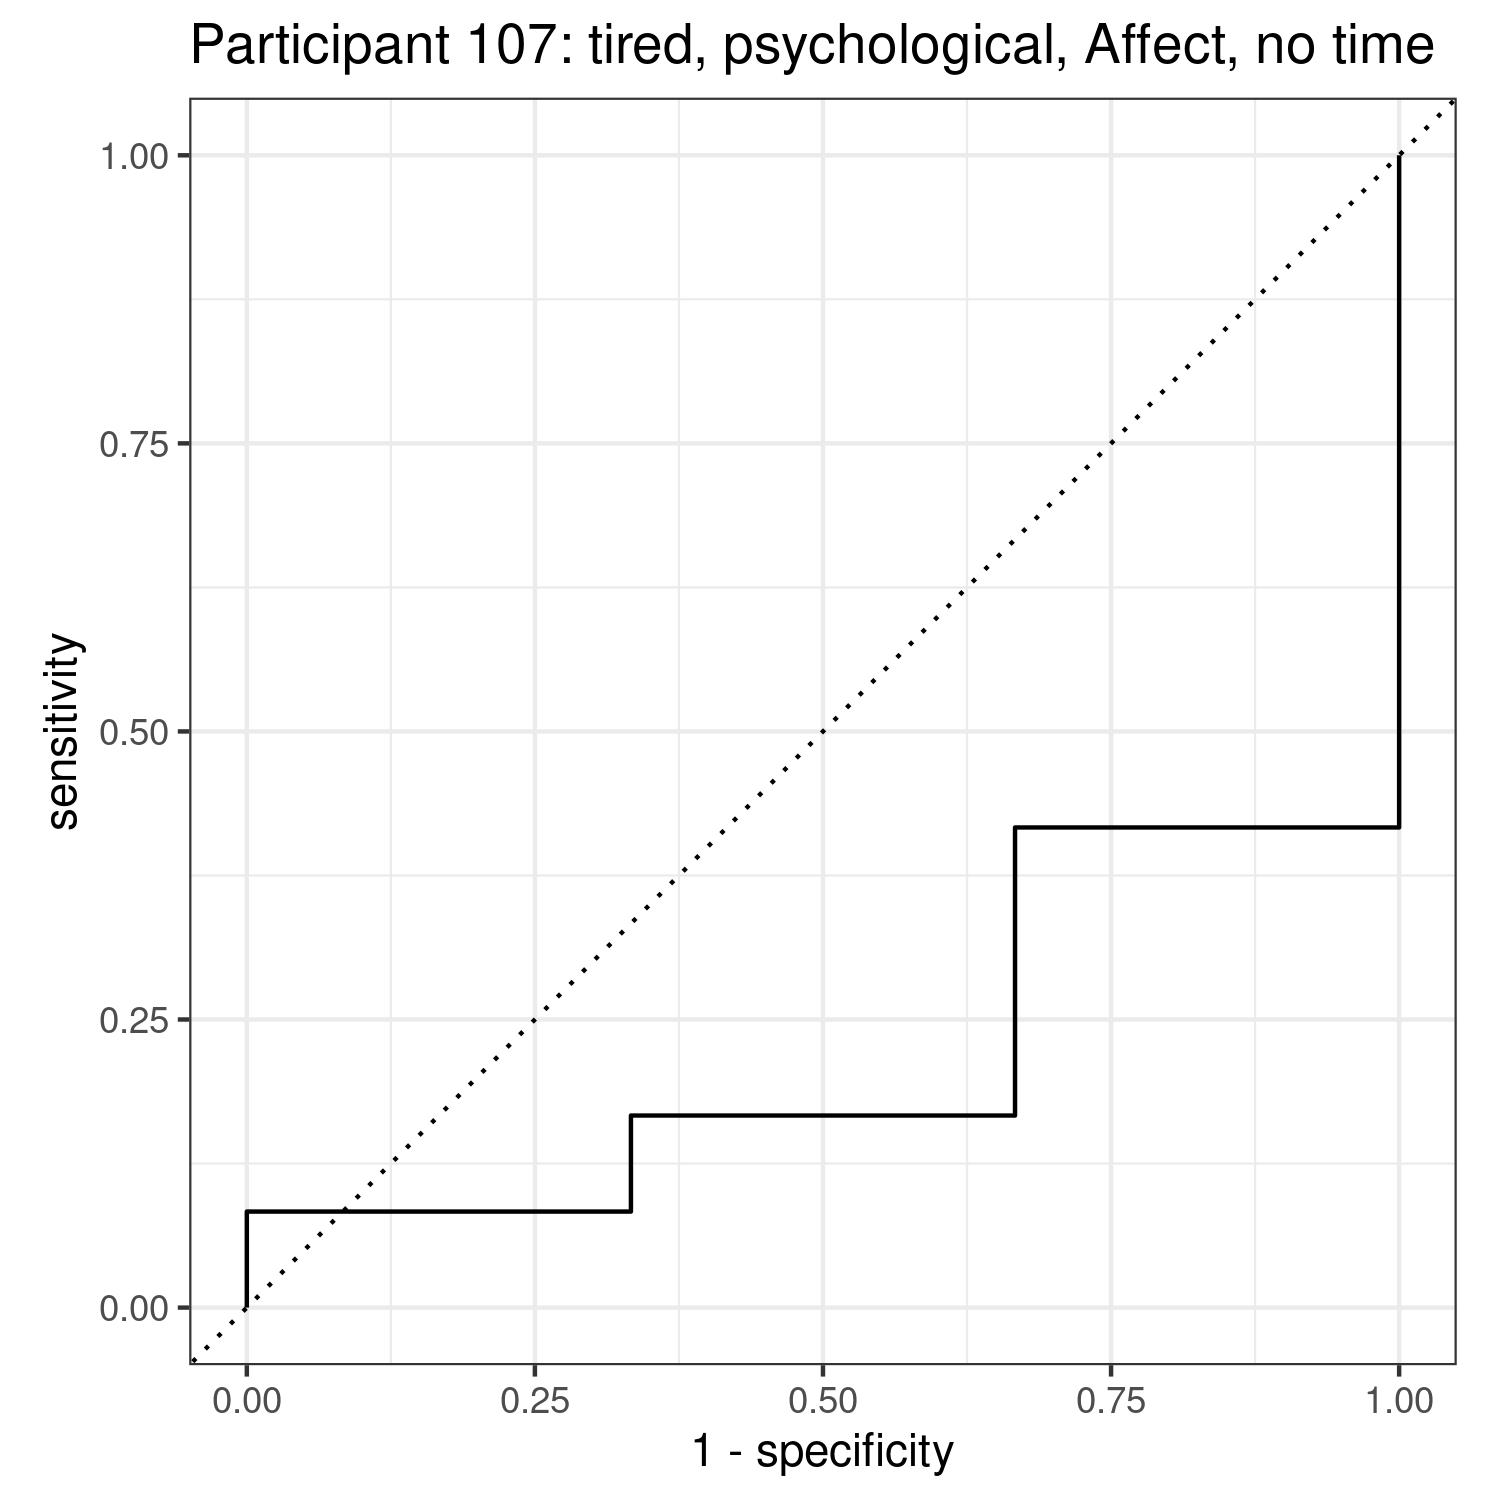 Participant 107: tired, psychological, Affect, no time
1.00
0.75
0.50
0.25
0.00
sensitivity
0.00 0.25 0.50 0.75 1.00
1 - specificity